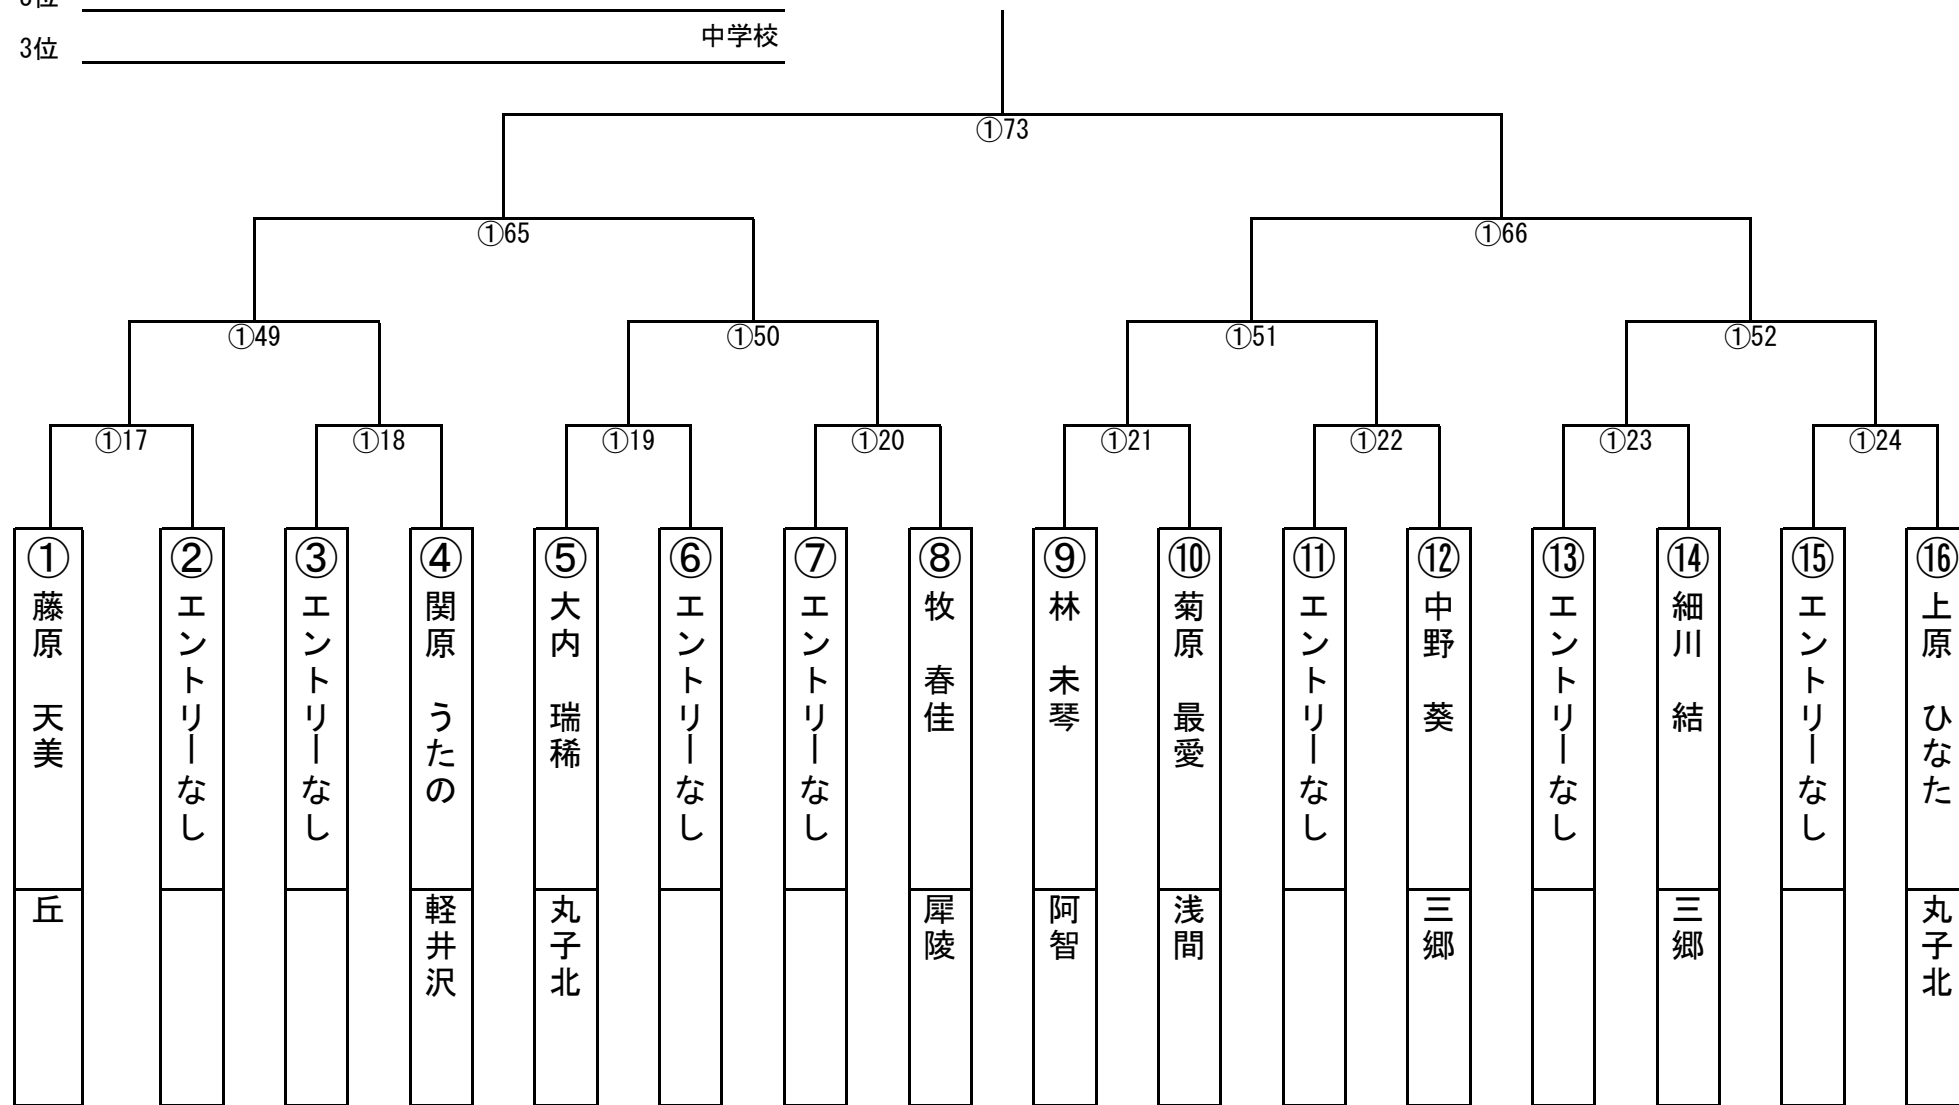 3位
中学校
①73
①65
①66
①49
①50
①51
①52
①17
①18
①19
①20
①21
①22
①23
①24
①
藤原 天美
丘
②
エントリーなし
③
エントリーなし
④
関原 うたの
軽井沢
⑤
大内 瑞稀
丸子北
⑥
エントリーなし
⑦
エントリーなし
⑧
牧 春佳
犀陵
⑨
林 未琴
阿智
⑩
菊原 最愛
浅間
⑪
エントリーなし
⑫
中野 葵
三郷
⑬
エントリーなし
⑭
細川 結
三郷
⑮
エントリーなし
⑯
上原 ひなた
丸子北